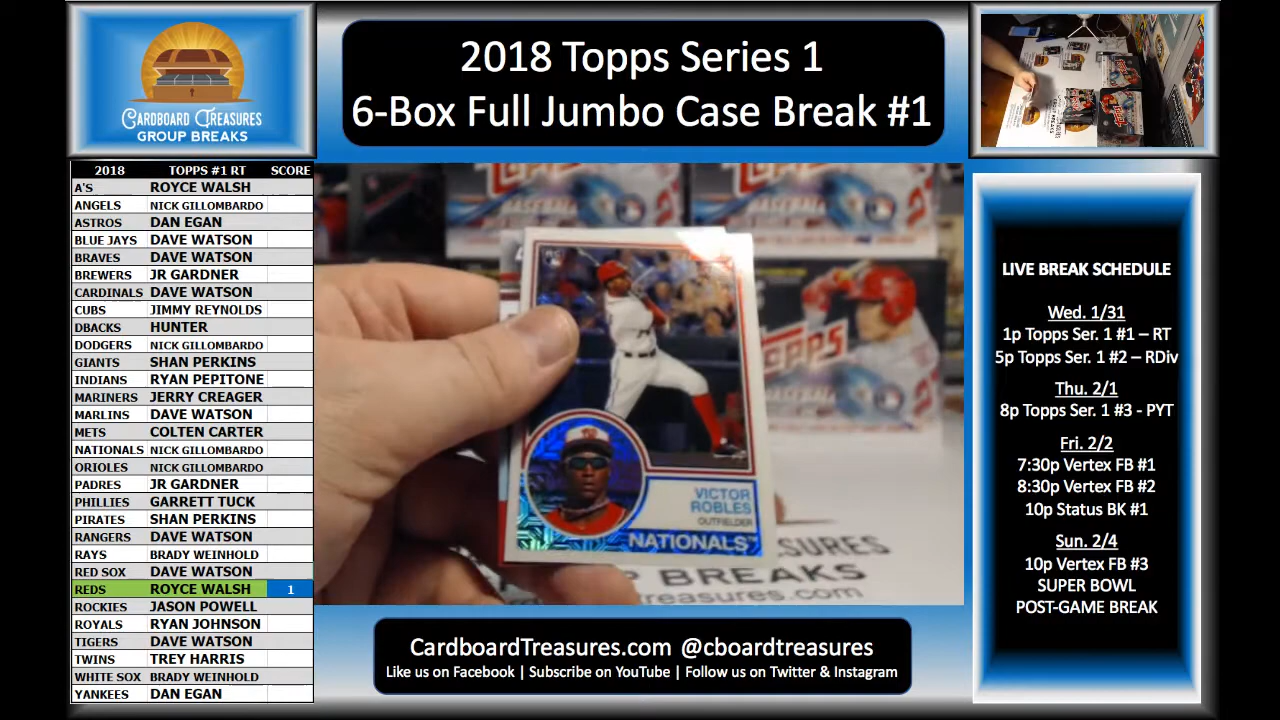 CARDBOARD TREASURES
GROUP BREAKS
2018 Topps Series 1
6-Box Full Jumbo Case Break #1
2018 TOPPS #1 RT SCORE
A'S ROYCE WALSH
ANGELS NICK GILLOMBARDO
ASTROS DAN EGAN
BLUE JAYS DAVE WATSON
BRAVES DAVE WATSON
BREWERS JR GARDNER
CARDINALS DAVE WATSON
CUBS JIMMY REYNOLDS
DBACKS HUNTER
DODGERS NICK GILLOMBARDO
GIANTS SHAN PERKINS
INDIANS RYAN PEPITONE
MARINERS JERRY CREAGER
MARLINS DAVE WATSON
METS COLTEN CARTER
NATIONALS NICK GILLOMBARDO
ORIOLES NICK GILLOMBARDO
PADRES JR GARDNER
PHILLIES GARRETT TUCK
PIRATES SHAN PERKINS
RANGERS DAVE WATSON
RAYS BRADY WEINHOLD
RED SOX DAVE WATSON
REDS ROYCE WALSH 1
ROCKIES JASON POWELL
ROYALS RYAN JOHNSON
TIGERS DAVE WATSON
TWINS TREY HARRIS
WHITE SOX BRADY WEINHOLD
YANKEES DAN EGAN
TOPPS
BASEBALL
TOPPS
VICTOR
ROBLES
OUTFIELDER
NATIONALS
SURES
BREAKS
reasures.com
LIVE BREAK SCHEDULE
Wed. 1/31
1p Topps Ser. 1 #1 – RT
5p Topps Ser. 1 #2 – RDiv
Thu. 2/1
8p Topps Ser. 1 #3 - PYT
Fri. 2/2
7:30p Vertex FB #1
8:30p Vertex FB #2
10p Status BK #1
Sun. 2/4
10p Vertex FB #3
SUPER BOWL
POST-GAME BREAK
CardboardTreasures.com @cboardtreasures
Like us on Facebook | Subscribe on YouTube | Follow us on Twitter & Instagram